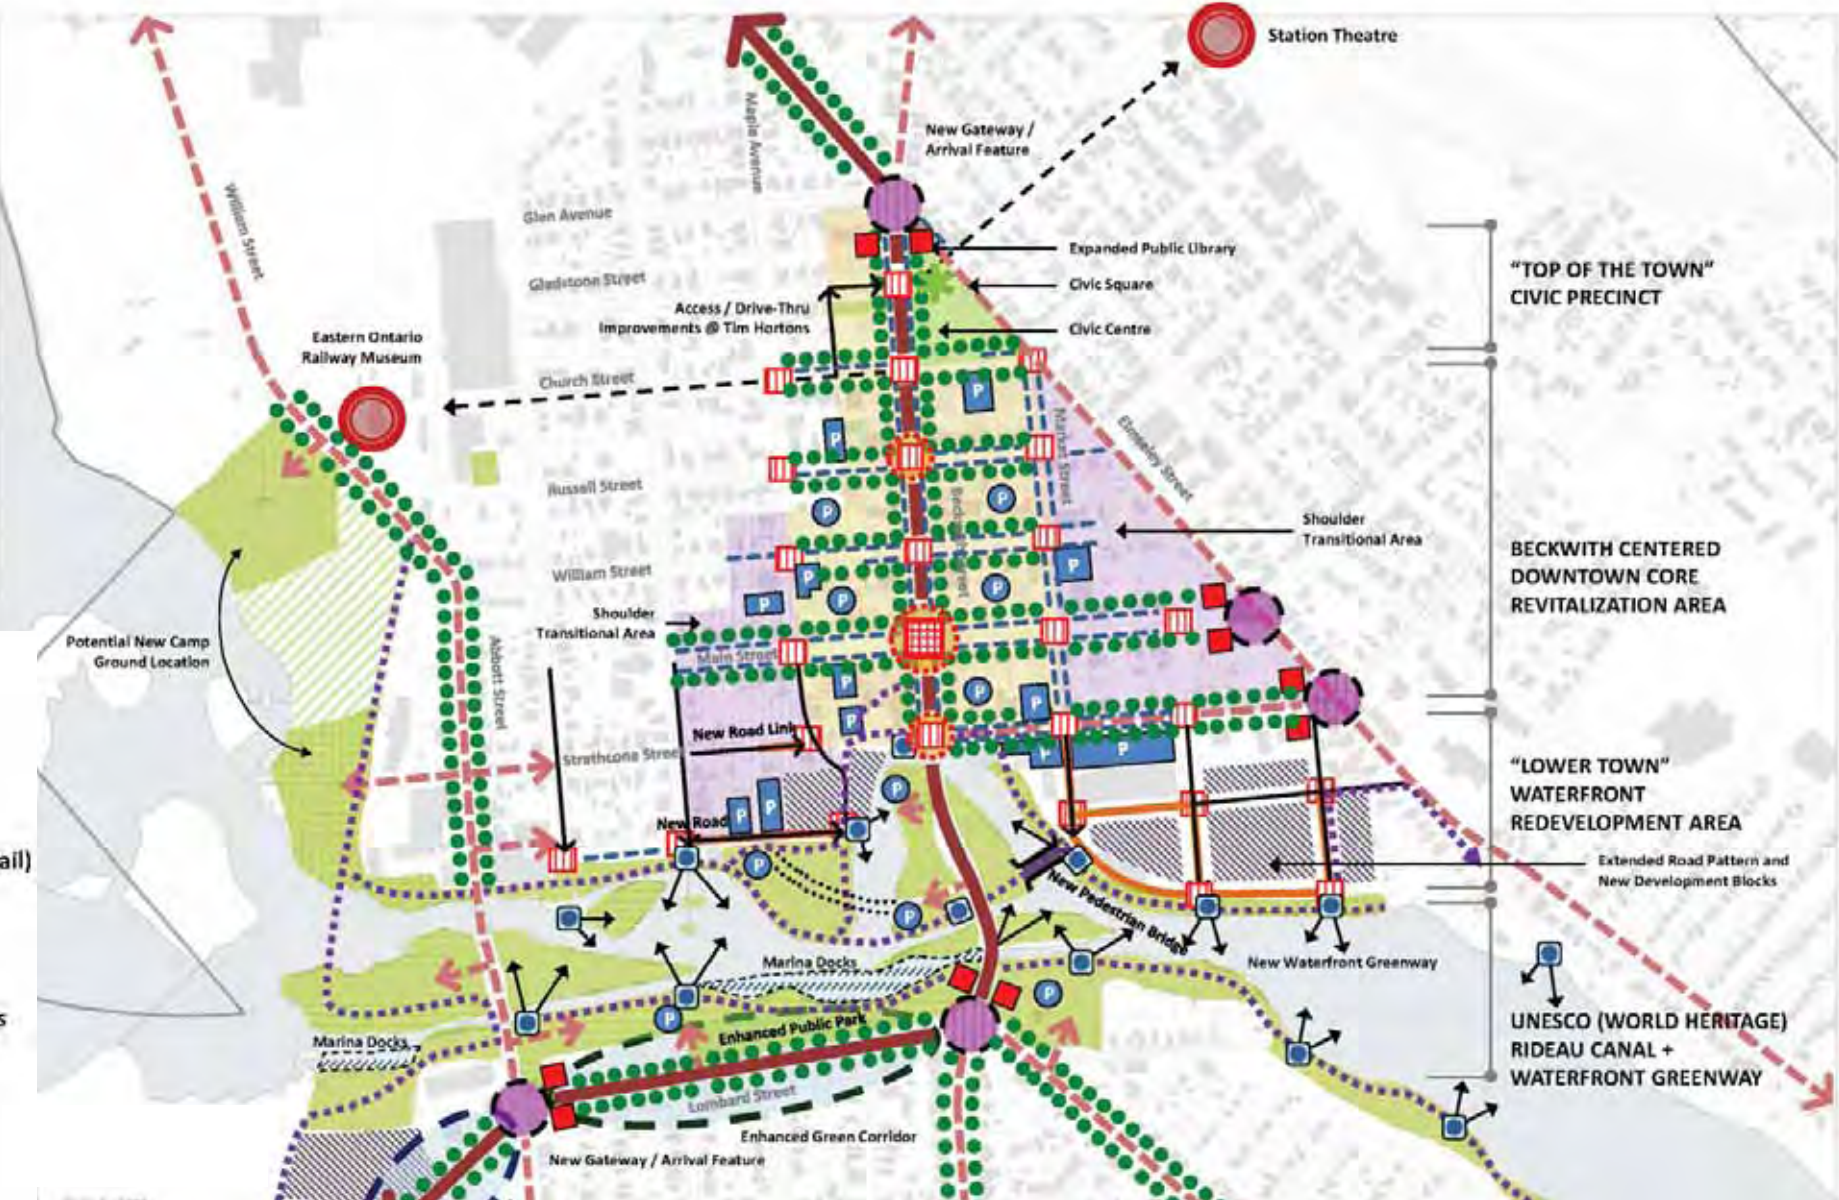 Station Theatre
New Gateway /
Arrival Feature
Maple Avenue
William Street
Glen Avenue
Expanded Public Library
"TOP OF THE TOWN"
CIVIC PRECINCT
Gladstone Street
Civic Square
Access / Drive-Thru
Improvements @ Tim Hortons
Civic Centre
Eastern Ontario
Railway Museum
Church Street
P
Market Street
Elmsley Street
P
Russell Street
P
P
Beckwith Street
Shoulder
Transitional Area
BECKWITH CENTERED
DOWNTOWN CORE
REVITALIZATION AREA
William Street
P
P
P
P
P
Shoulder
Transitional Area
Potential New Camp
Ground Location
Abbott Street
Main Street
P
P
P
P
New Road Link
Strathcona Street
P
P
"LOWER TOWN"
WATERFRONT
REDEVELOPMENT AREA
P
P
P
New Road
ail)
P
Extended Road Pattern and
New Development Blocks
New Pedestrian Bridge
P
Marina Docks
New Waterfront Greenway
P
P
s
Enhanced Public Park
Marina Docks
UNESCO (WORLD HERITAGE)
RIDEAU CANAL +
WATERFRONT GREENWAY
Lombard Street
Enhanced Green Corridor
New Gateway / Arrival Feature